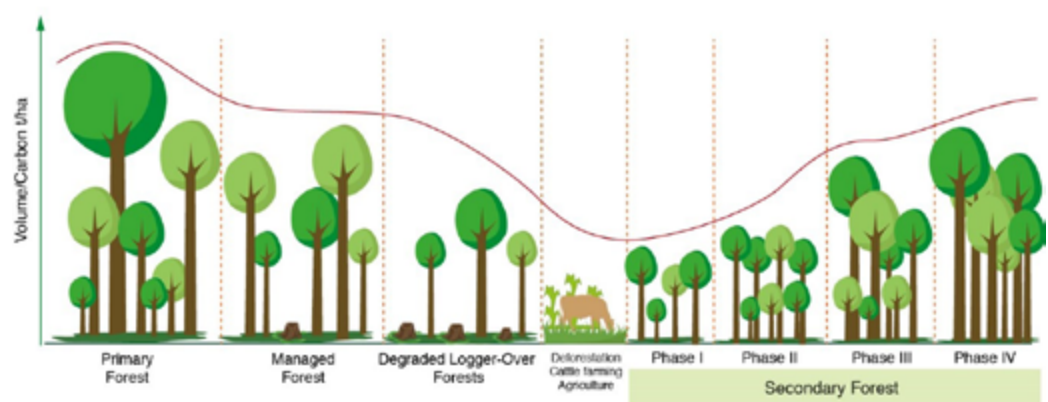 Volume/Carbon t/ha
Primary
Forest
Managed
Forest
Degraded Logger-Over
Forests
Deforestation
Cattle farming
Agriculture
Phase I
Phase II
Phase III
Phase IV
Secondary Forest